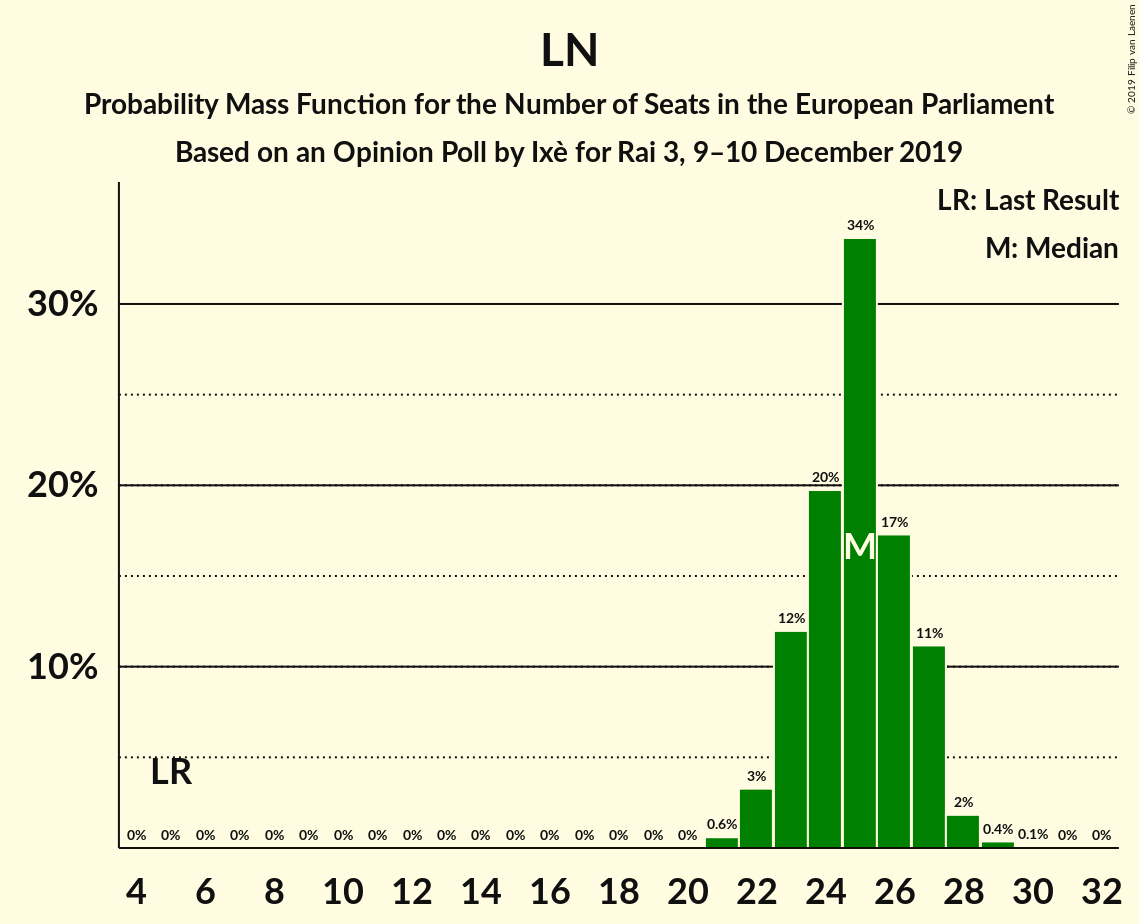 LN
Probability Mass Function for the Number of Seats in the European Parliament
Based on an Opinion Poll by Ixè for Rai 3, 9–10 December 2019
© 2019 Filip van Laenen
LR: Last Result
M: Median
34%
30%
20%
20%
17%
M
12%
11%
10%
LR
3%
2%
0% 0% 0% 0% 0% 0% 0% 0% 0% 0% 0% 0% 0% 0% 0% 0% 0% 0.6% 0.4% 0.1% 0% 0%
4 6 8 10 12 14 16 18 20 22 24 26 28 30 32